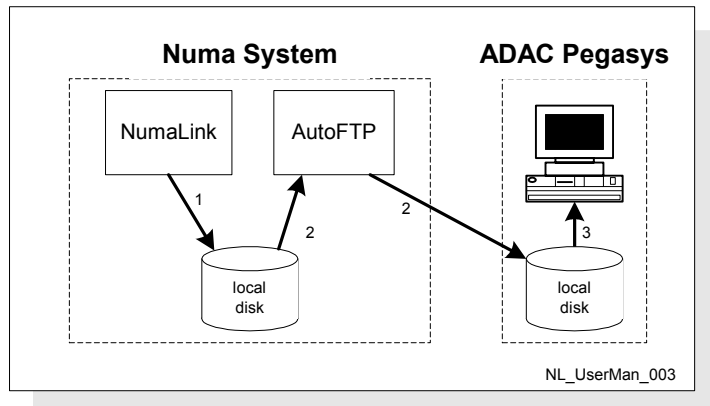 Numa System
ADAC Pegasys
NumaLink
AutoFTP
1
2
2
3
local
disk
local
disk
NL_UserMan_003